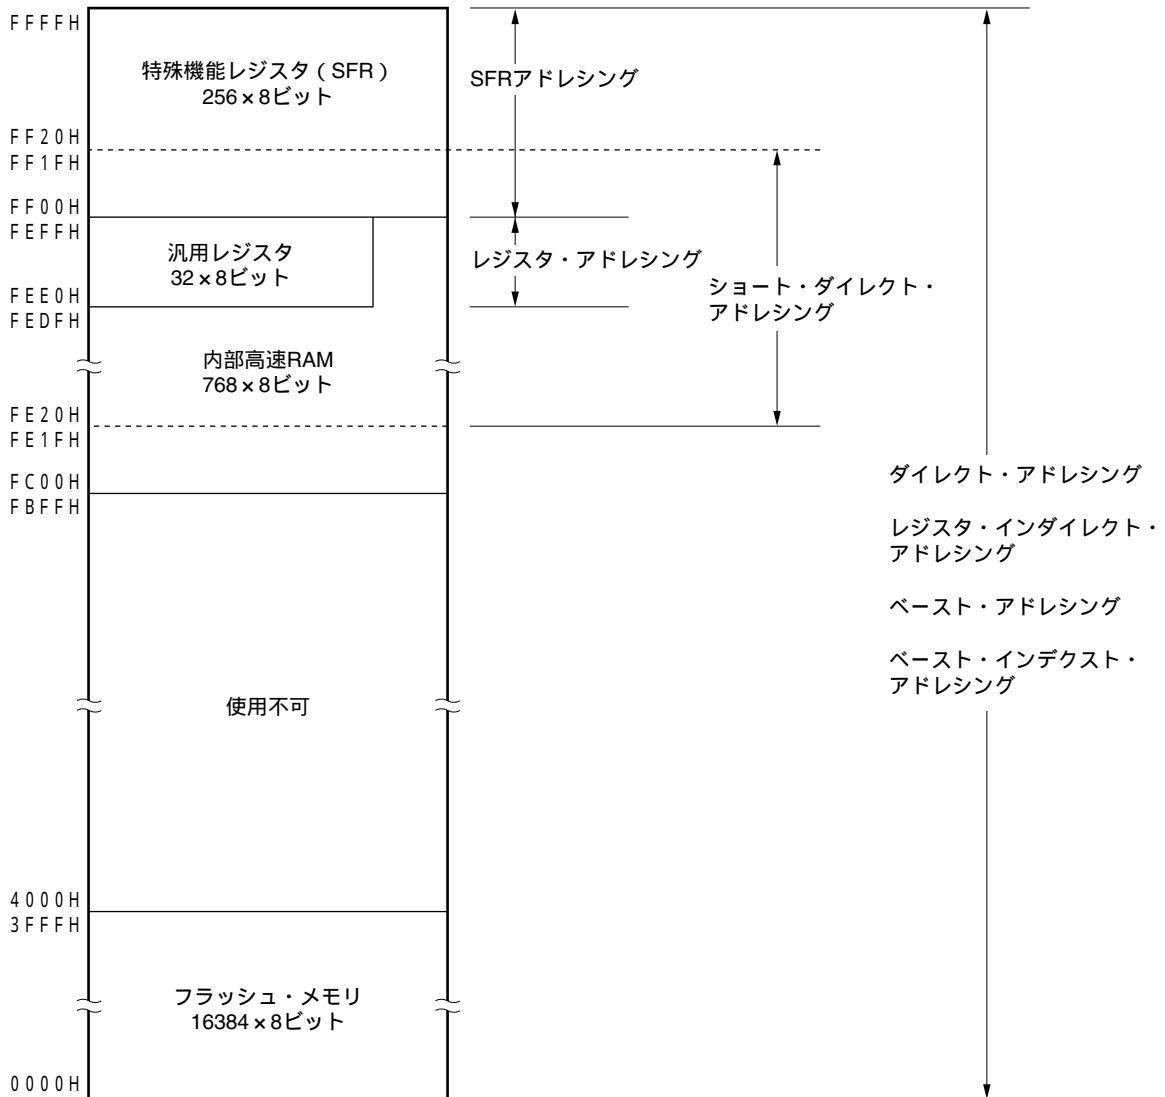 FFFFH
特殊機能レジスタ(SFR)
256×8ビット
SFRアドレシング
FF20H
FF1FH
FF00H
FEFFH
汎用レジスタ
32×8ビット
レジスタ・アドレシング
ショート・ダイレクト・
アドレシング
FEE0H
FEDFH
内部高速RAM
768×8ビット
FE20H
FE1FH
FC00H
FBFFH
ダイレクト・アドレシング
レジスタ・インダイレクト・
アドレシング
ベースト・アドレシング
ベースト・インデクスト・
アドレシング
使用不可
4000H
3FFFH
フラッシュ・メモリ
16384×8ビット
0000H